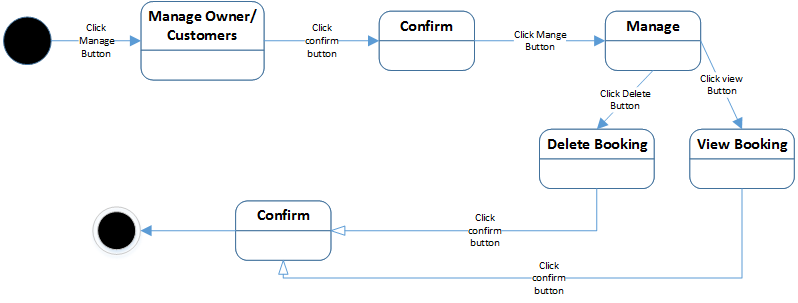 Manage Owner/
Customers
Confirm
Manage
Click
Manage
Button
Click
confirm
button
Click Mange
Button
Click view
Button
Click Delete
Button
Delete Booking
View Booking
Confirm
Click
confirm
button
Click
confirm
button